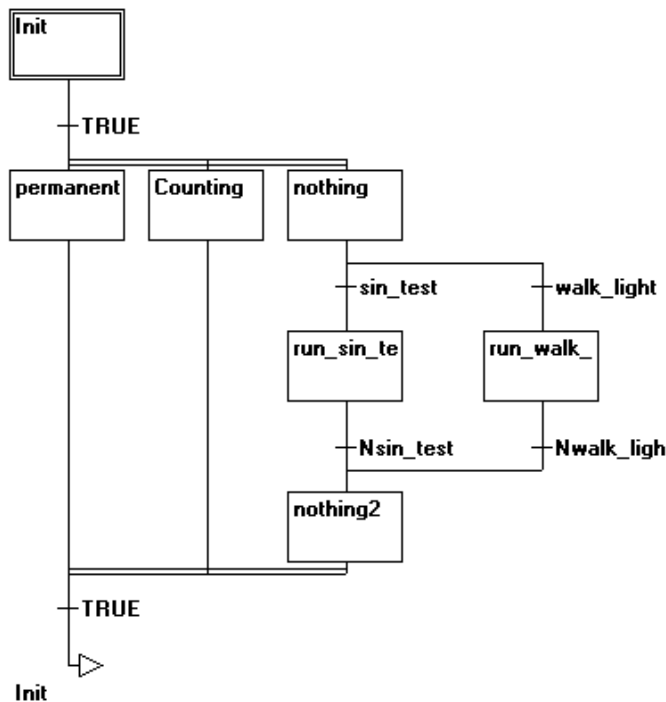 Init
TRUE
permanent Counting nothing
sin_test walk_light
run_sin_te run_walk_
Nsin_test Nwalk_ligh
nothing2
TRUE
Init